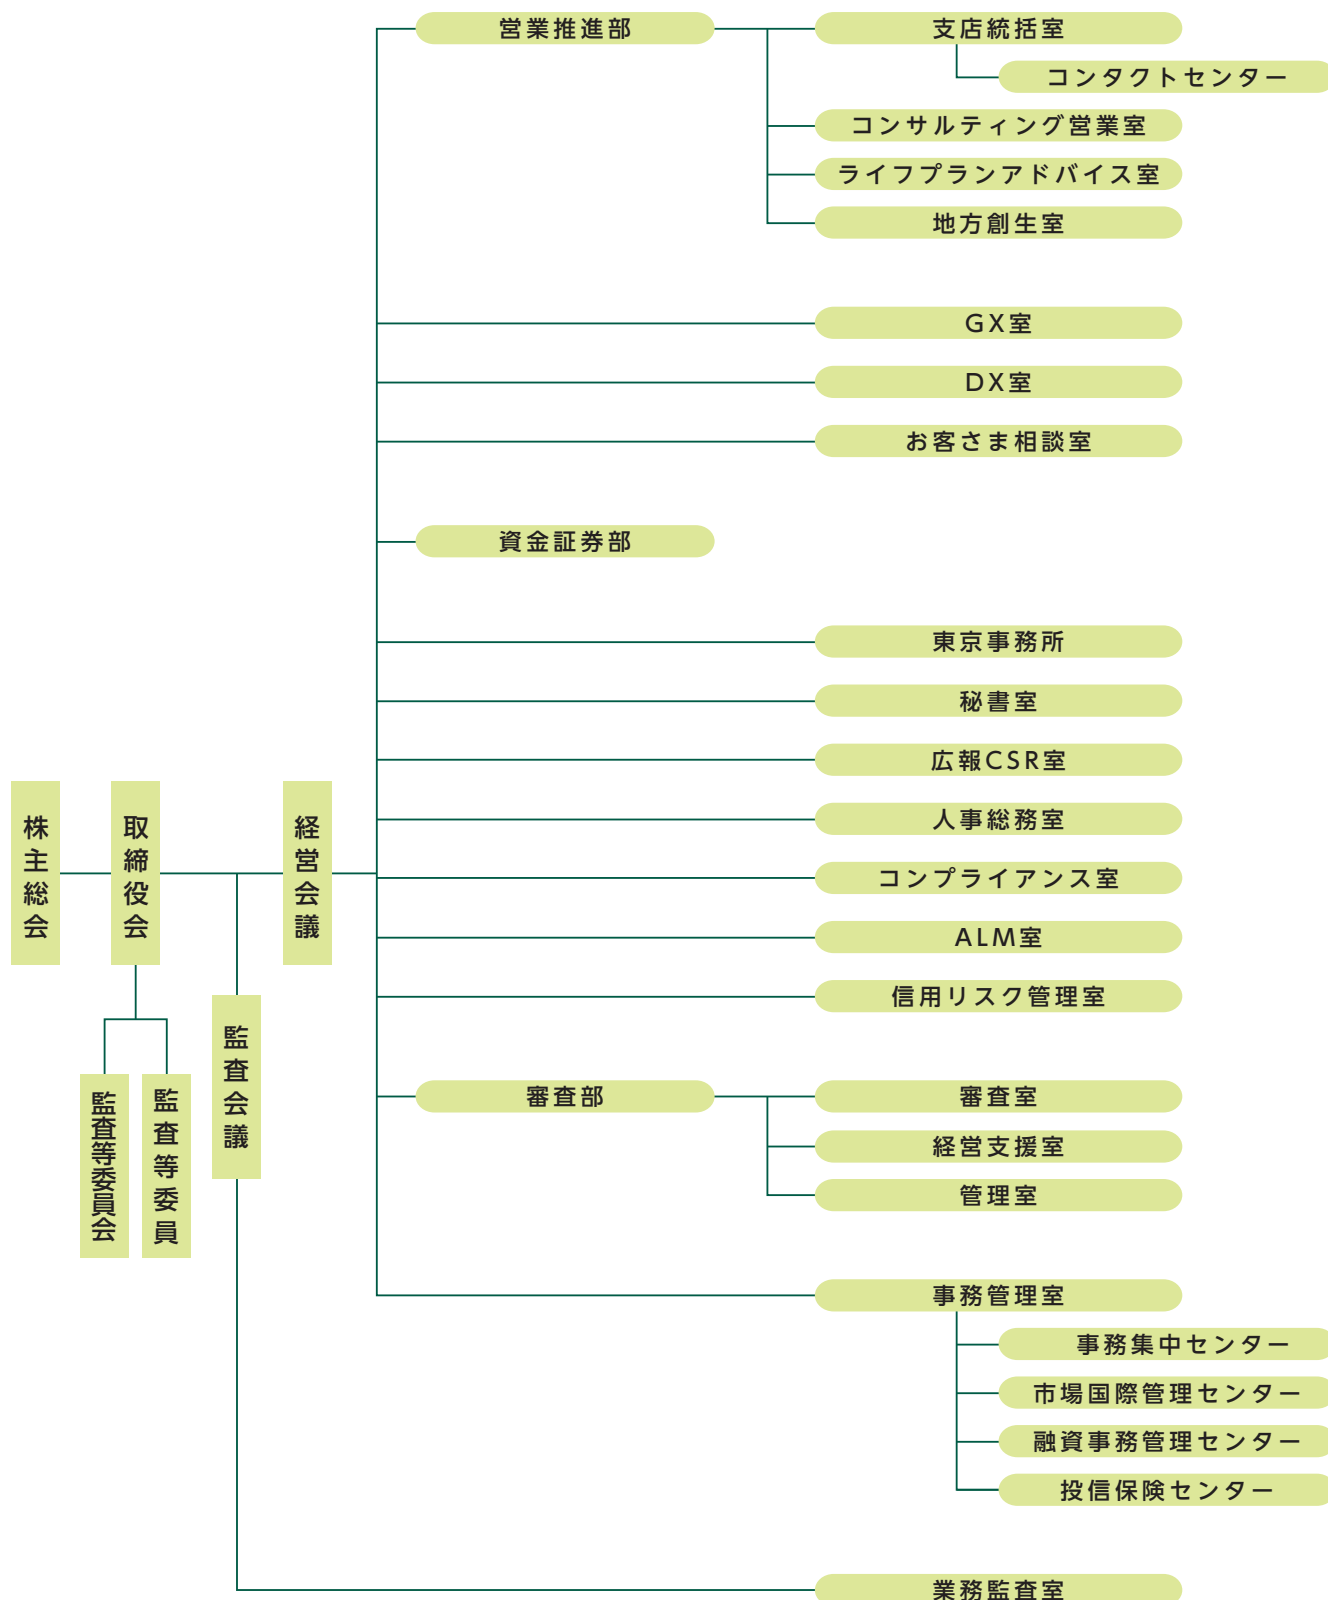 営業推進部
支店統括室
コンタクトセンター
コンサルティング営業室
ライフプランアドバイス室
地方創生室
GX室
DX室
お客さま相談室
資金証券部
東京事務所
秘書室
広報CSR室
人事総務室
コンプライアンス室
ALM室
信用リスク管理室
株主総会
取締役会
経営会議
監査会議
監査等委員会
監査等委員
審査部
審査室
経営支援室
管理室
事務管理室
事務集中センター
市場国際管理センター
融資事務管理センター
投信保険センター
業務監査室